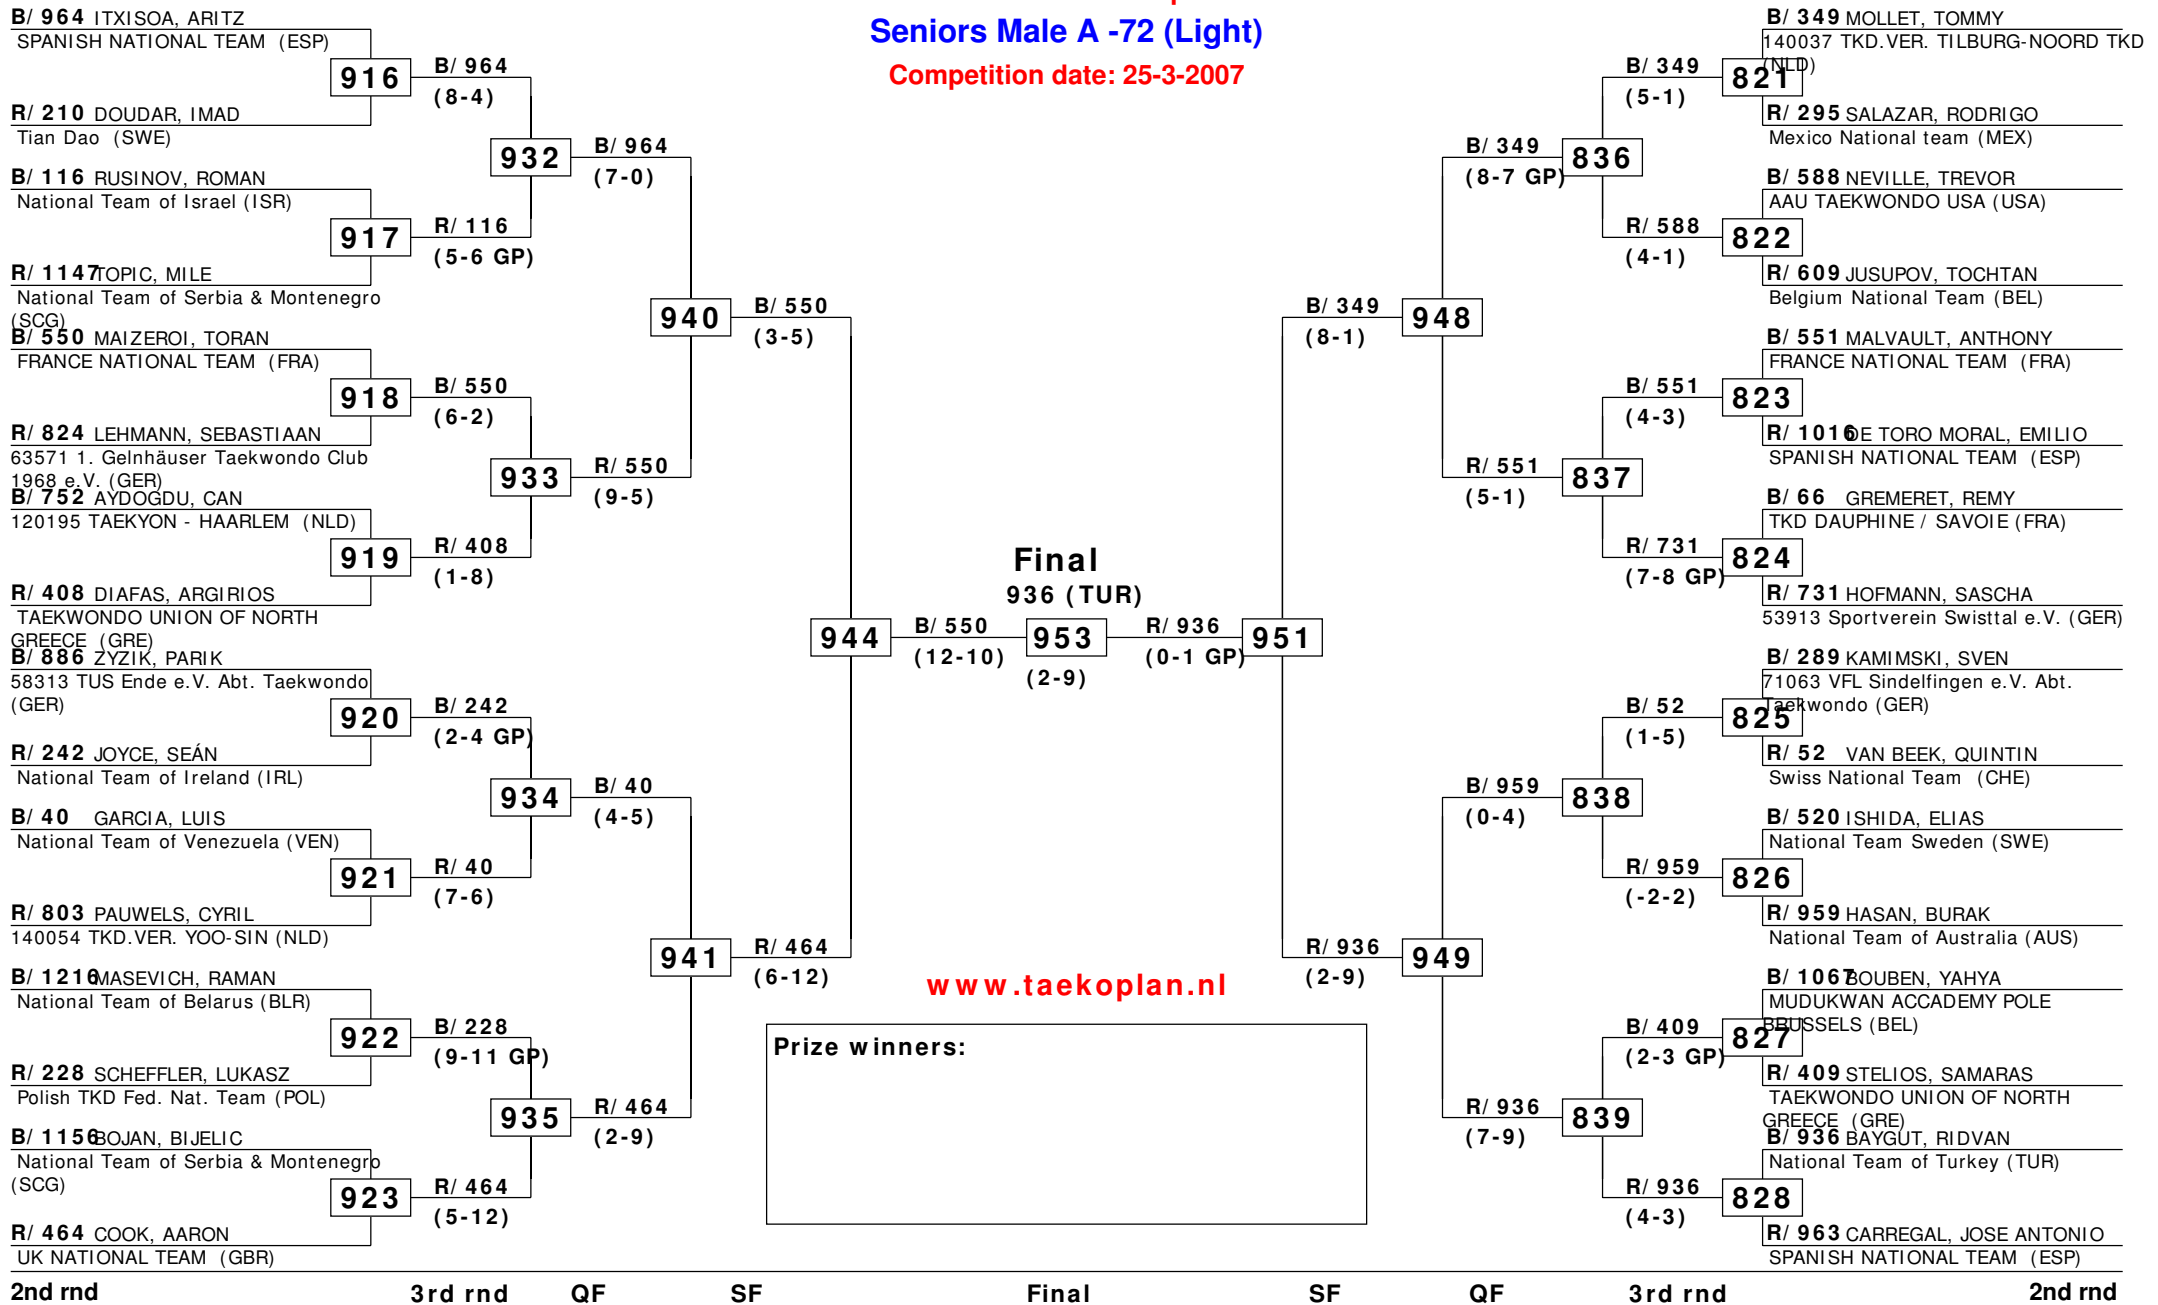 Seniors Male A -72 (Light)
Competition date: 25-3-2007
B/ 964 ITXISOA, ARITZ
SPANISH NATIONAL TEAM (ESP)
916
R/ 210 DOUDAR, IMAD
Tian Dao (SWE)
B/ 116 RUSINOV, ROMAN
National Team of Israel (ISR)
917
R/ 1147 TOPIC, MILE
National Team of Serbia & Montenegro
(SCG)
B/ 550 MAIZEROI, TORAN
FRANCE NATIONAL TEAM (FRA)
918
R/ 824 LEHMANN, SEBASTIAAN
63571 1. Gelnhäuser Taekwondo Club
1968 e.V. (GER)
B/ 752 AYDOGDU, CAN
120195 TAEKYON - HAARLEM (NLD)
919
R/ 408 DIAFAS, ARGIRIOS
TAEKWONDO UNION OF NORTH
GREECE (GRE)
B/ 886 ZYZIK, PARIK
58313 TUS Ende e.V. Abt. Taekwondo
(GER)
920
R/ 242 JOYCE, SEÁN
National Team of Ireland (IRL)
B/ 40 GARCIA, LUIS
National Team of Venezuela (VEN)
921
R/ 803 PAUWELS, CYRIL
140054 TKD.VER. YOO-SIN (NLD)
B/ 1216 MASEVICH, RAMAN
National Team of Belarus (BLR)
922
R/ 228 SCHEFFLER, LUKASZ
Polish TKD Fed. Nat. Team (POL)
B/ 1156 BOJAN, BIJELIC
National Team of Serbia & Montenegro
(SCG)
923
R/ 464 COOK, AARON
UK NATIONAL TEAM (GBR)
B/ 964
(8-4)
932
R/ 116
(5-6 GP)
B/ 550
(6-2)
933
R/ 408
(1-8)
B/ 242
(2-4 GP)
934
R/ 40
(7-6)
B/ 228
(9-11 GP)
935
R/ 464
(5-12)
B/ 964
(7-0)
940
R/ 550
(9-5)
B/ 40
(4-5)
941
R/ 464
(2-9)
B/ 550
(3-5)
944
R/ 464
(6-12)
Final
936 (TUR)
B/ 550
(12-10)
953
(2-9)
R/ 936
(0-1 GP)
www.taekoplan.nl
Prize winners:
B/ 349
(8-1)
951
R/ 936
(2-9)
B/ 349
(8-7 GP)
948
R/ 551
(5-1)
B/ 959
(0-4)
949
R/ 936
(7-9)
B/ 349
(5-1)
836
R/ 588
(4-1)
B/ 551
(4-3)
837
R/ 731
(7-8 GP)
B/ 52
(1-5)
838
R/ 959
(-2-2)
B/ 409
(2-3 GP)
839
R/ 936
(4-3)
B/ 349 MOLLET, TOMMY
140037 TKD.VER. TILBURG-NOORD TKD
(NLD)
821
R/ 295 SALAZAR, RODRIGO
Mexico National team (MEX)
B/ 588 NEVILLE, TREVOR
AAU TAEKWONDO USA (USA)
822
R/ 609 JUSUPOV, TOCHTAN
Belgium National Team (BEL)
B/ 551 MALVAULT, ANTHONY
FRANCE NATIONAL TEAM (FRA)
823
R/ 1016 DE TORO MORAL, EMILIO
SPANISH NATIONAL TEAM (ESP)
B/ 66 GREMERET, REMY
TKD DAUPHINE / SAVOIE (FRA)
824
R/ 731 HOFMANN, SASCHA
53913 Sportverein Swisttal e.V. (GER)
B/ 289 KAMIMSKI, SVEN
71063 VFL Sindelfingen e.V. Abt.
Taekwondo (GER)
825
R/ 52 VAN BEEK, QUINTIN
Swiss National Team (CHE)
B/ 520 ISHIDA, ELIAS
National Team Sweden (SWE)
826
R/ 959 HASAN, BURAK
National Team of Australia (AUS)
B/ 1067 BOUBEN, YAHYA
MUDUKWAN ACCADEMY POLE
BRUSSELS (BEL)
827
R/ 409 STELIOS, SAMARAS
TAEKWONDO UNION OF NORTH
GREECE (GRE)
B/ 936 BAYGUT, RIDVAN
National Team of Turkey (TUR)
828
R/ 963 CARREGAL, JOSE ANTONIO
SPANISH NATIONAL TEAM (ESP)
2nd rnd 3rd rnd QF SF Final SF QF 3rd rnd 2nd rnd